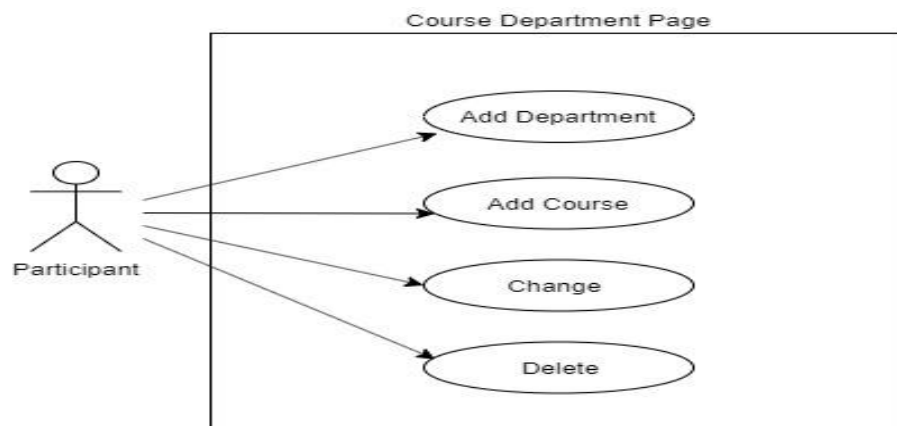 Course Department Page
Add Department
Add Course
Participant
Change
Delete